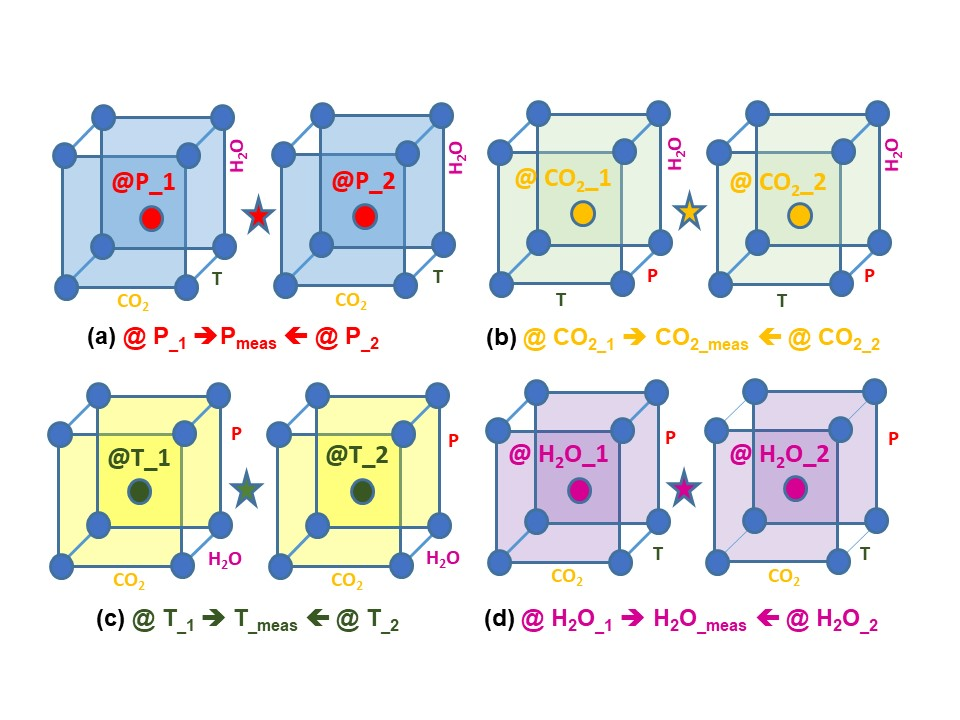 H₂O
H₂O
@P_1
@P_2
T
T
CO₂
CO₂
(a) @ P_1 ➔ Pmeas ← @ P_2
H₂O
H₂O
@ CO₂_1
@ CO₂_2
P
P
T
T
(b) @ CO₂_1 ➔ CO₂_meas ← @ CO₂_2
P
P
@T_1
@T_2
H₂O
H₂O
CO₂
CO₂
(c) @ T_1 ➔ T_meas ← @ T_2
P
P
@ H₂O_1
@ H₂O_2
T
T
CO₂
CO₂
(d) @ H₂O_1 ➔ H₂O_meas ← @ H₂O_2